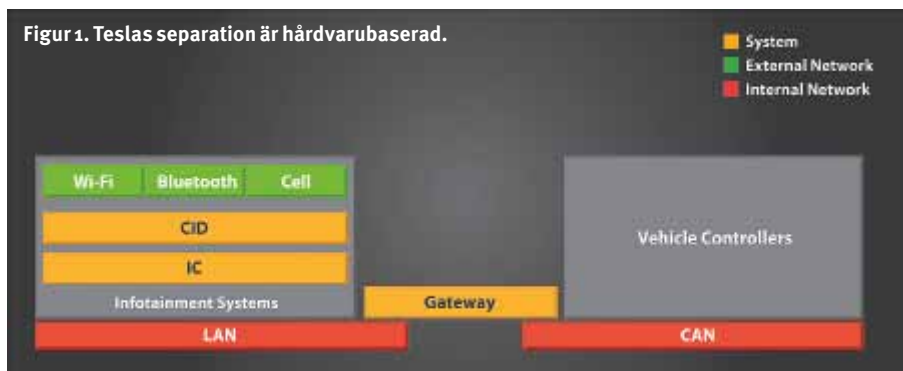 Figur 1. Teslas separation är hårdvarubaserad.
System
External Network
Internal Network
Wi-Fi Bluetooth Cell
CID
IC
Infotainment Systems
Vehicle Controllers
Gateway
LAN
CAN